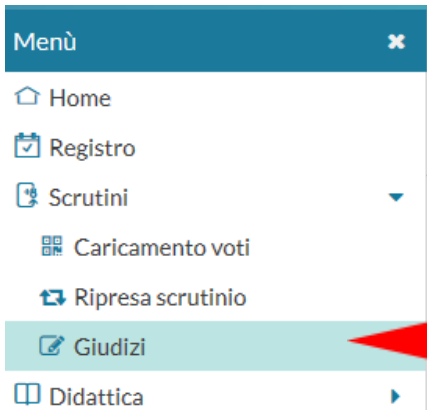 Menù
Home
Registro
Scrutini
Caricamento voti
Ripresa scrutinio
Giudizi
Didattica